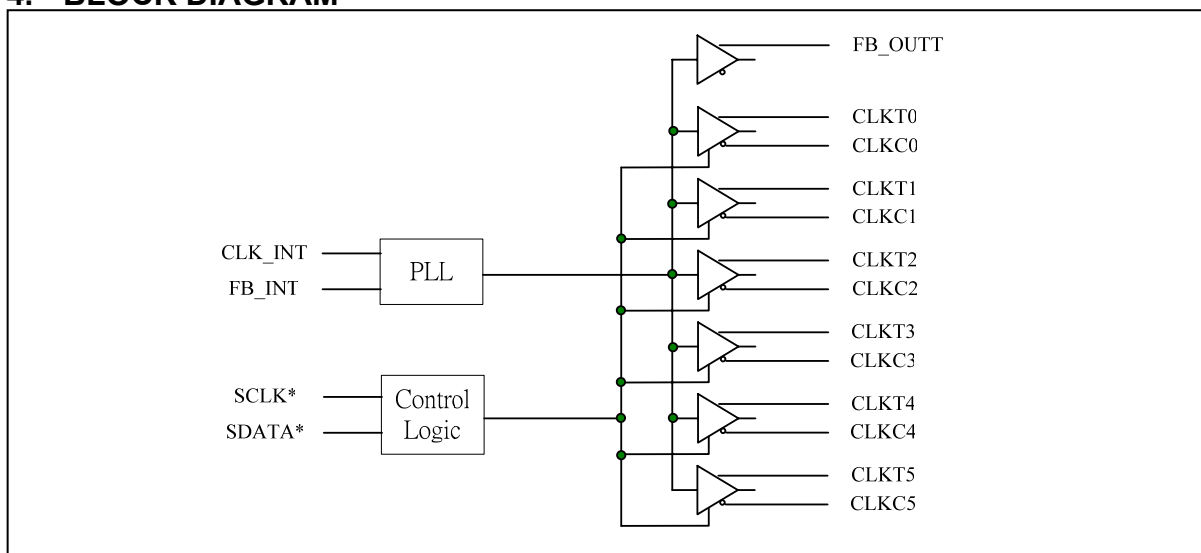 4. BLOCK DIAGRAM
FB_OUTT
CLKT0
CLKC0
CLKT1
CLKC1
CLK_INT
PLL
FB_INT
CLKT2
CLKC2
CLKT3
CLKC3
SCLK*
SDATA*
Control
Logic
CLKT4
CLKC4
CLKT5
CLKC5